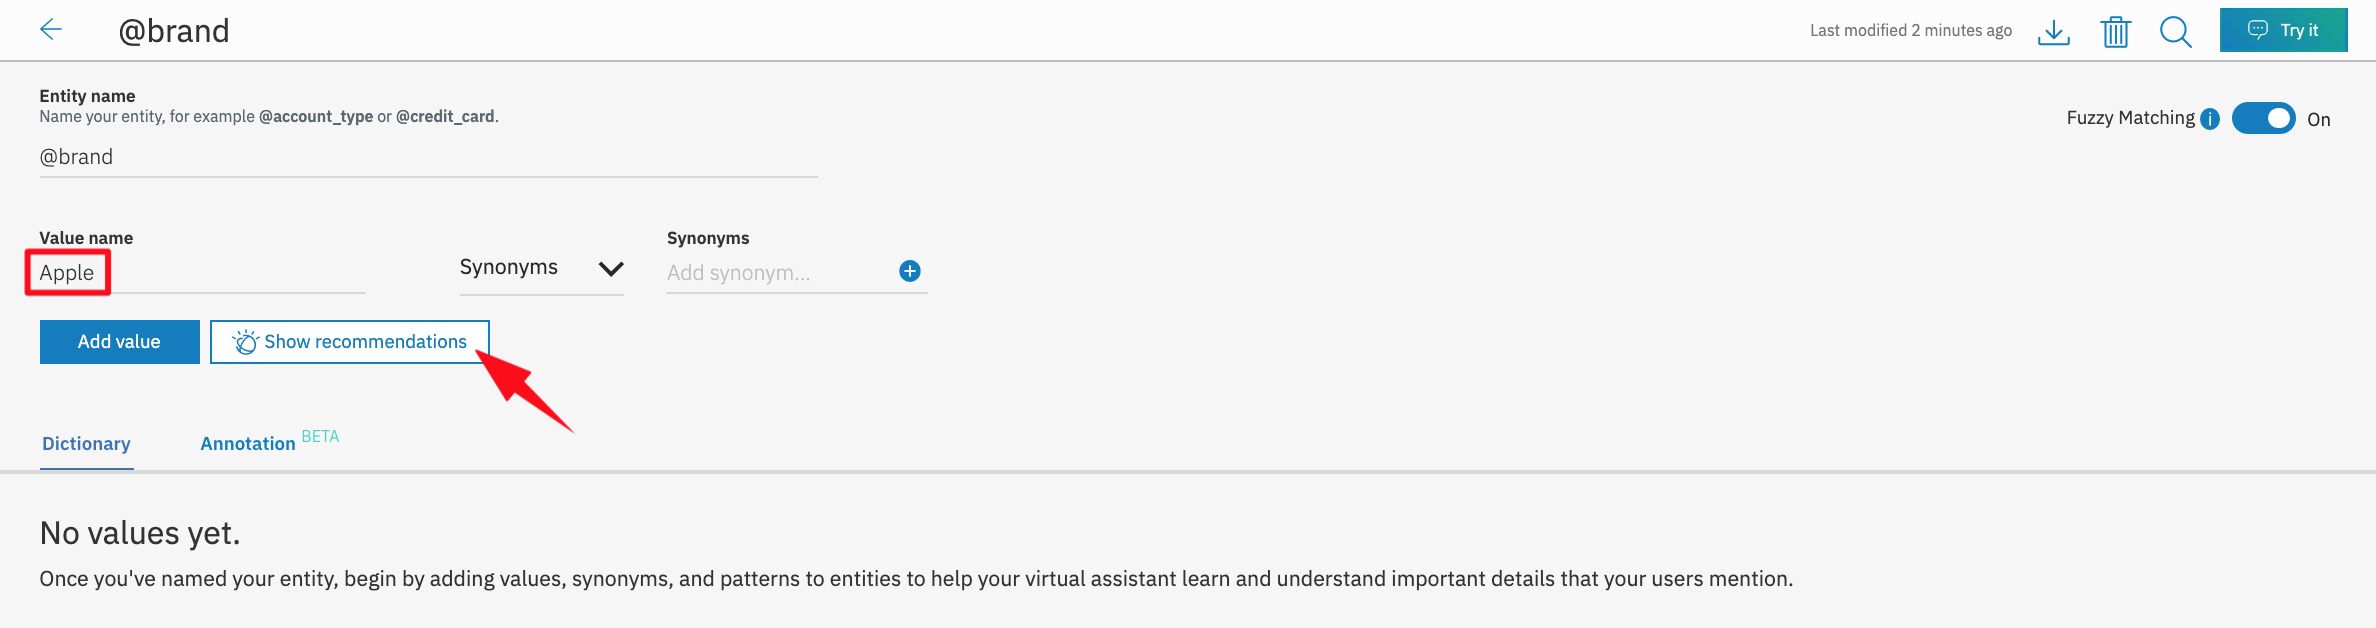 @brand
Last modified 2 minutes ago
Try it
Entity name
Name your entity, for example @account_type or @credit_card.
Fuzzy Matching i On
@brand
Value name
Synonyms
Apple
Synonyms
Add synonym...
Add value
Show recommendations
Dictionary
Annotation BETA
No values yet.
Once you've named your entity, begin by adding values, synonyms, and patterns to entities to help your virtual assistant learn and understand important details that your users mention.